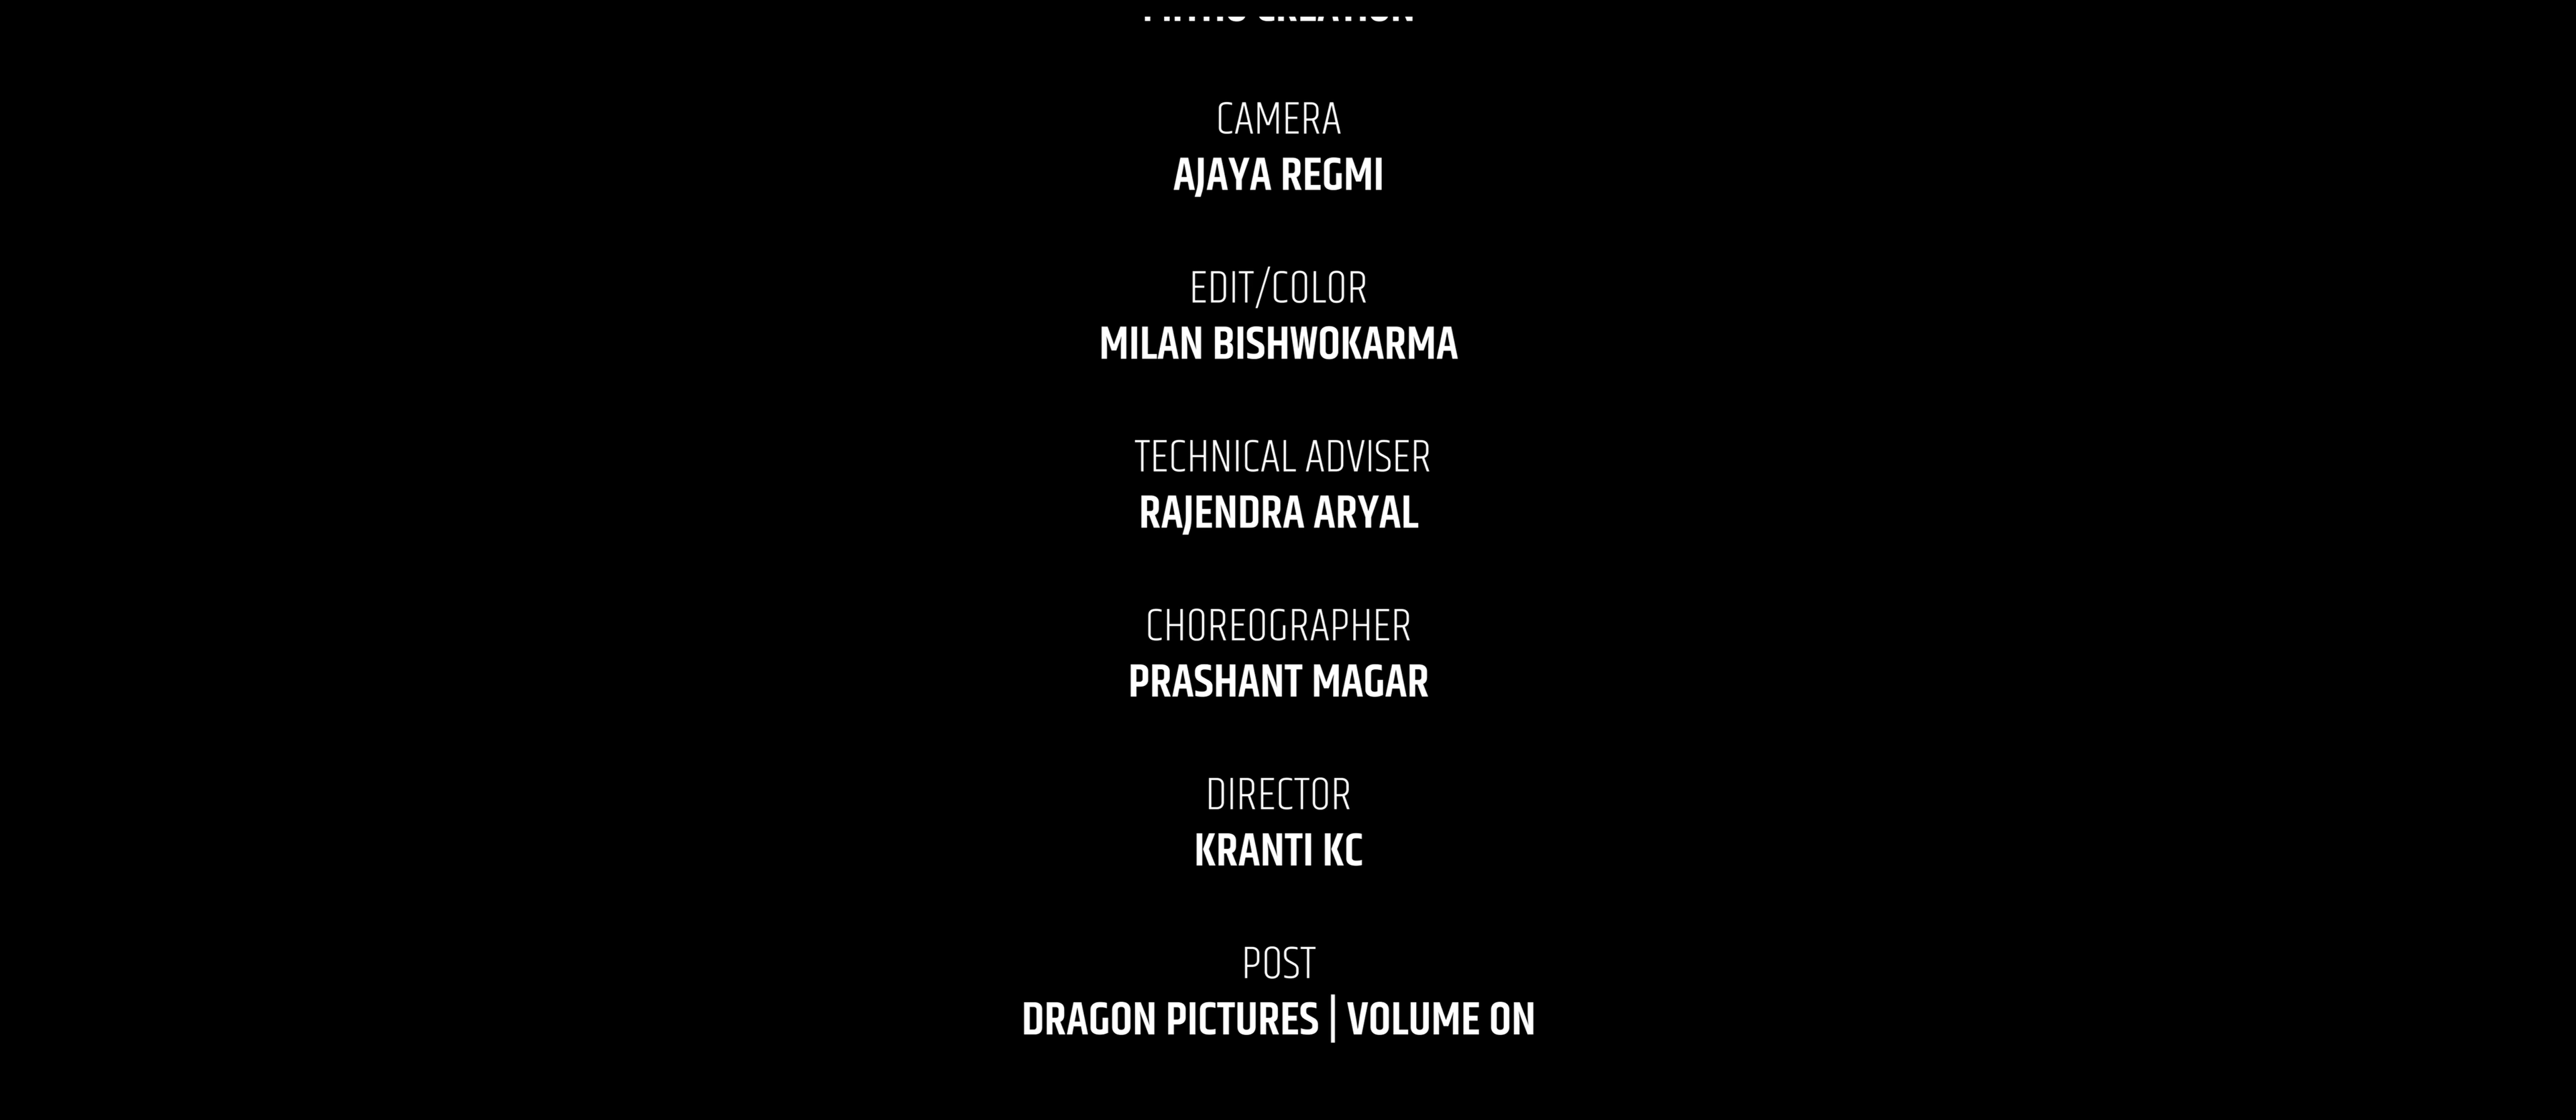 CREATION
CAMERA
AJAYA REGMI
EDIT/COLOR
MILAN BISHWOKARMA
TECHNICAL ADVISER
RAJENDRA ARYAL
CHOREOGRAPHER
PRASHANT MAGAR
DIRECTOR
KRANTI KC
POST
DRAGON PICTURES | VOLUME ON